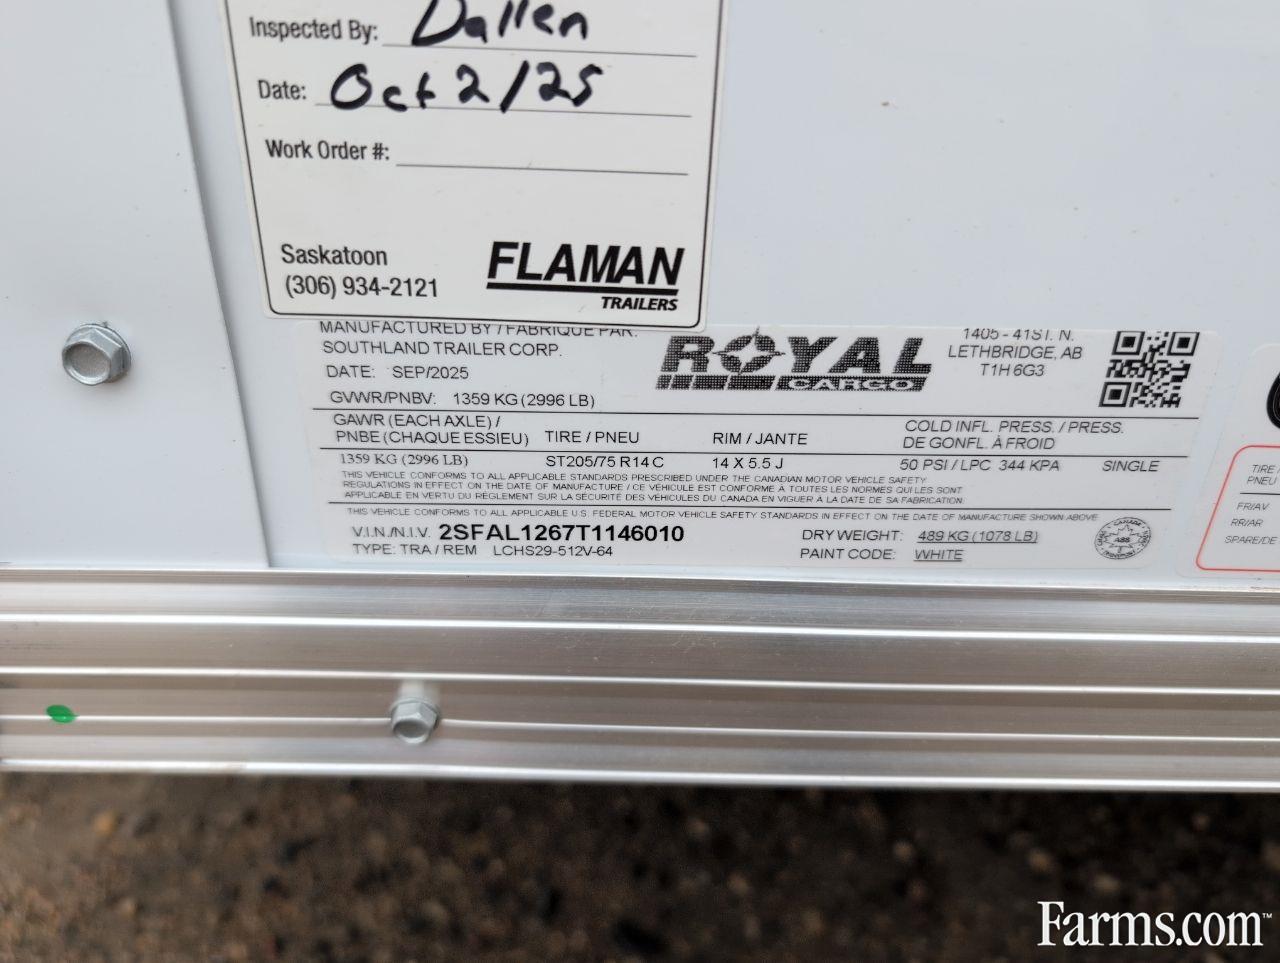 Inspected By: Dallen
Date: Oct 2/25
Work Order #:
Saskatoon
(306) 934-2121
FLAMAN
TRAILERS
MANUFACTURED BY / FABRIQUE PAR:
SOUTHLAND TRAILER CORP.
DATE: SEP/2025
ROYAL
CARGO
1405 - 41ST. N.
LETHBRIDGE, AB
T1H 6G3
GVWR/PNBV: 1359 KG (2996 LB)
GAWR (EACH AXLE) /
PNBE (CHAQUE ESSIEU) TIRE / PNEU RIM / JANTE
COLD INFL. PRESS. / PRESS.
DE GONFL. À FROID
1359 KG (2996 LB) ST205/75 R14 C 14 X 5.5 J 50 PSI / LPC 344 KPA SINGLE
THIS VEHICLE CONFORMS TO ALL APPLICABLE STANDARDS PRESCRIBED UNDER THE CANADIAN MOTOR VEHICLE SAFETY
REGULATIONS IN EFFECT ON THE DATE OF MANUFACTURE / CE VÉHICULE EST CONFORME À TOUTES LES NORMES QUI LES SONT
APPLICABLE EN VERTU DU RÈGLEMENT SUR LA SÉCURITÉ DES VÉHICULES DU CANADA EN VIGUER À LA DATE DE SA FABRICATION.
THIS VEHICLE CONFORMS TO ALL APPLICABLE U.S. FEDERAL MOTOR VEHICLE SAFETY STANDARDS IN EFFECT ON THE DATE OF MANUFACTURE SHOWN ABOVE
V.I.N./N.I.V. 2SFAL1267T1146010 DRY WEIGHT: 489 KG (1078 LB)
TYPE: TRA / REM LCHS29-512V-64 PAINT CODE: WHITE
TIRE /
PNEU
FR/AV
RR/AR
SPARE/DE
Farms.com™